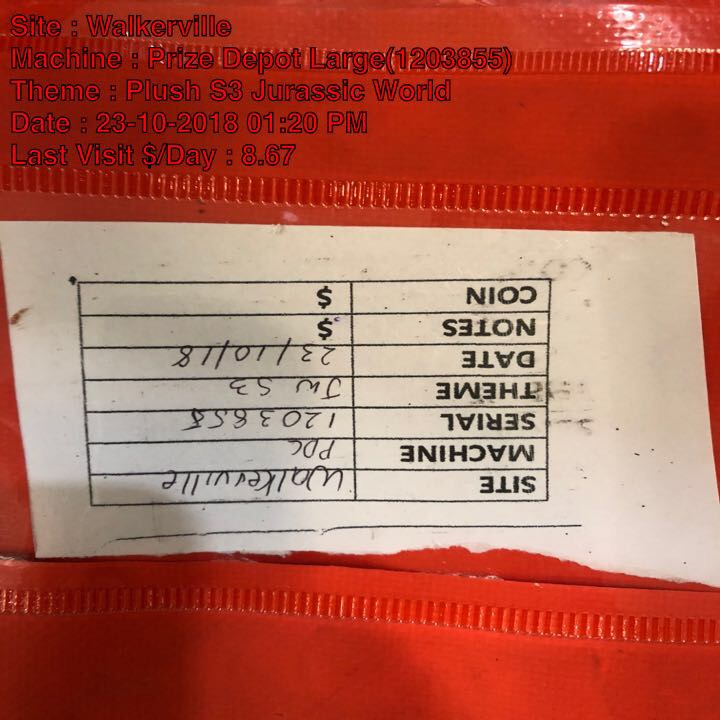 Site : Walkerville
Machine : Prize Depot Large(1203855)
Theme : Plush S3 Jurassic World
Date : 23-10-2018 01:20 PM
Last Visit $/Day : 8.67
SITE Walkerville
MACHINE PDL
SERIAL 1203855
THEME JW S3
DATE 23/10/18
NOTES $
COIN $